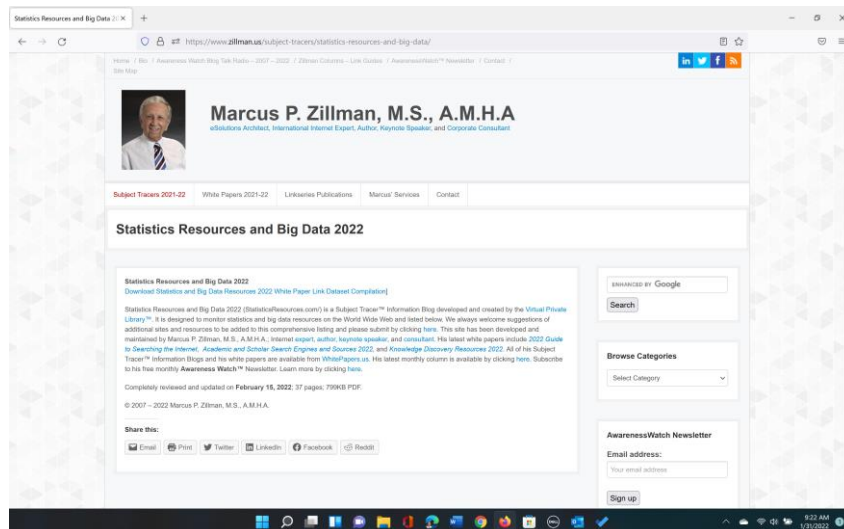 Statistics Resources and Big Data 20
https://www.zillman.us/subject-tracers/statistics-resources-and-big-data/
Home / Bio / Awareness Watch Blog Talk Radio – 2007 – 2022 / Zillman Columns – Link Guides / AwarenessWatch™ Newsletter / Contact /
Site Map
Marcus P. Zillman, M.S., A.M.H.A
eSolutions Architect, International Internet Expert, Author, Keynote Speaker, and Corporate Consultant
Subject Tracers 2021-22 White Papers 2021-22 Linkseries Publications Marcus' Services Contact
Statistics Resources and Big Data 2022
Statistics Resources and Big Data 2022
Download Statistics and Big Data Resources 2022 White Paper Link Dataset Compilation]
Statistics Resources and Big Data 2022 (StatisticsResources.com/) is a Subject Tracer™ Information Blog developed and created by the Virtual Private
Library™. It is designed to monitor statistics and big data resources on the World Wide Web and listed below. We always welcome suggestions of
additional sites and resources to be added to this comprehensive listing and please submit by clicking here. This site has been developed and
maintained by Marcus P. Zillman, M.S., A.M.H.A.; Internet expert, author, keynote speaker, and consultant. His latest white papers include 2022 Guide
to Searching the Internet, Academic and Scholar Search Engines and Sources 2022, and Knowledge Discovery Resources 2022. All of his Subject
Tracer™ Information Blogs and his white papers are available from WhitePapers.us. His latest monthly column is available by clicking here. Subscribe
to his free monthly Awareness Watch™ Newsletter. Learn more by clicking here.
Completely reviewed and updated on February 15, 2022; 37 pages; 799KB PDF.
© 2007 – 2022 Marcus P. Zillman, M.S., A.M.H.A.
Share this:
Email Print Twitter LinkedIn Facebook Reddit
ENHANCED BY Google
Search
Browse Categories
Select Category
AwarenessWatch Newsletter
Email address:
Your email address
Sign up
9:22 AM
1/31/2022